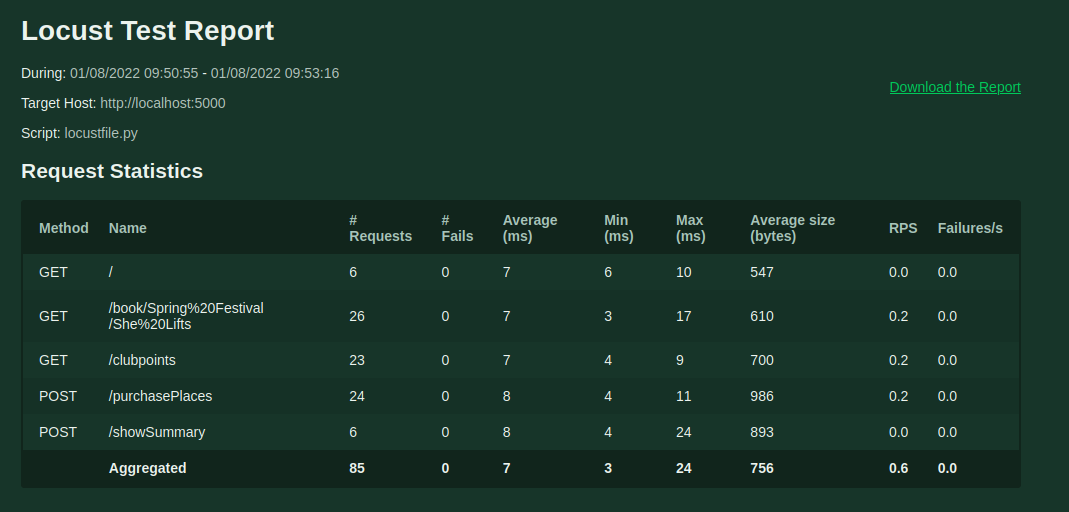 Locust Test Report
During: 01/08/2022 09:50:55 - 01/08/2022 09:53:16
Download the Report
Target Host: http://localhost:5000
Script: locustfile.py
Request Statistics
Method Name # Requests # Fails Average (ms) Min (ms) Max (ms) Average size (bytes) RPS Failures/s
GET / 6 0 7 6 10 547 0.0 0.0
GET /book/Spring%20Festival /She%20Lifts 26 0 7 3 17 610 0.2 0.0
GET /clubpoints 23 0 7 4 9 700 0.2 0.0
POST /purchasePlaces 24 0 8 4 11 986 0.2 0.0
POST /showSummary 6 0 8 4 24 893 0.0 0.0
Aggregated 85 0 7 3 24 756 0.6 0.0